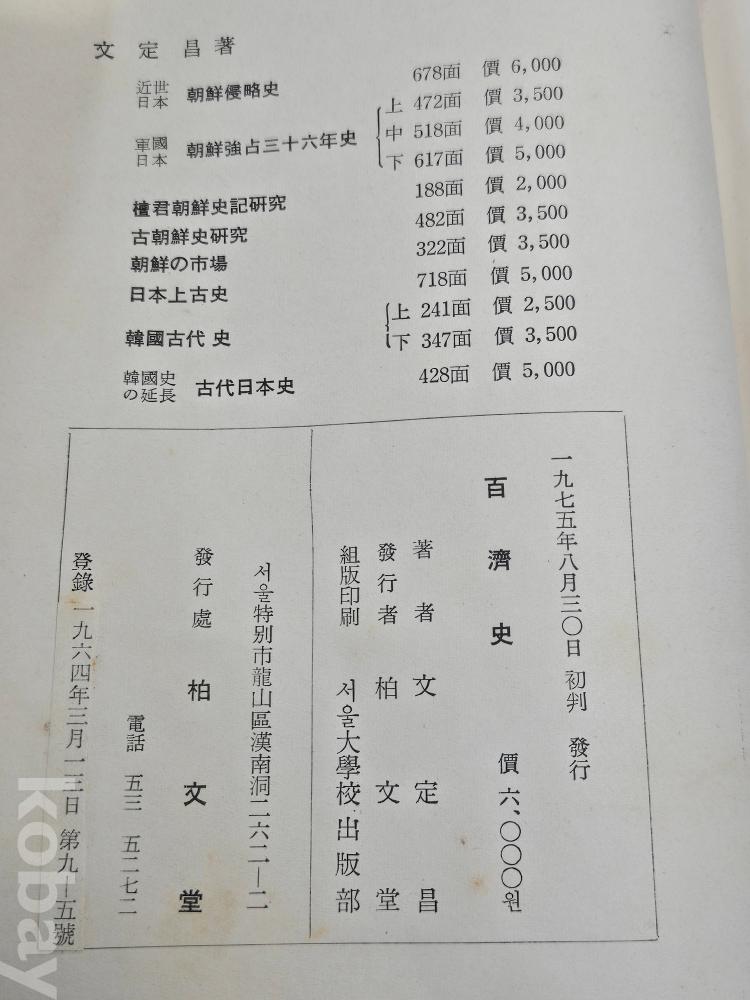 文定昌著
近世日本 朝鮮侵略史 678面 價 6,000
軍國日本 朝鮮強占三十六年史 上 472面 價 3,500
中 518面 價 4,000
下 617面 價 5,000
檀君朝鮮史記研究 188面 價 2,000
古朝鮮史研究 482面 價 3,500
朝鮮の市場 322面 價 3,500
日本上古史 718面 價 5,000
韓國古代史 上 241面 價 2,500
下 347面 價 3,500
韓國史の延長 古代日本史 428面 價 5,000
一九七五年八月三〇日 初判 發行
百濟史 價 六,〇〇〇원
著者 文定昌
發行者 柏文堂
組版印刷 서울大學校出版部
서울特別市龍山區漢南洞二六二―二
發行處 柏文堂
電話 五三 五二七二
登錄 一九六四年三月一三日 第九―五號
kobay